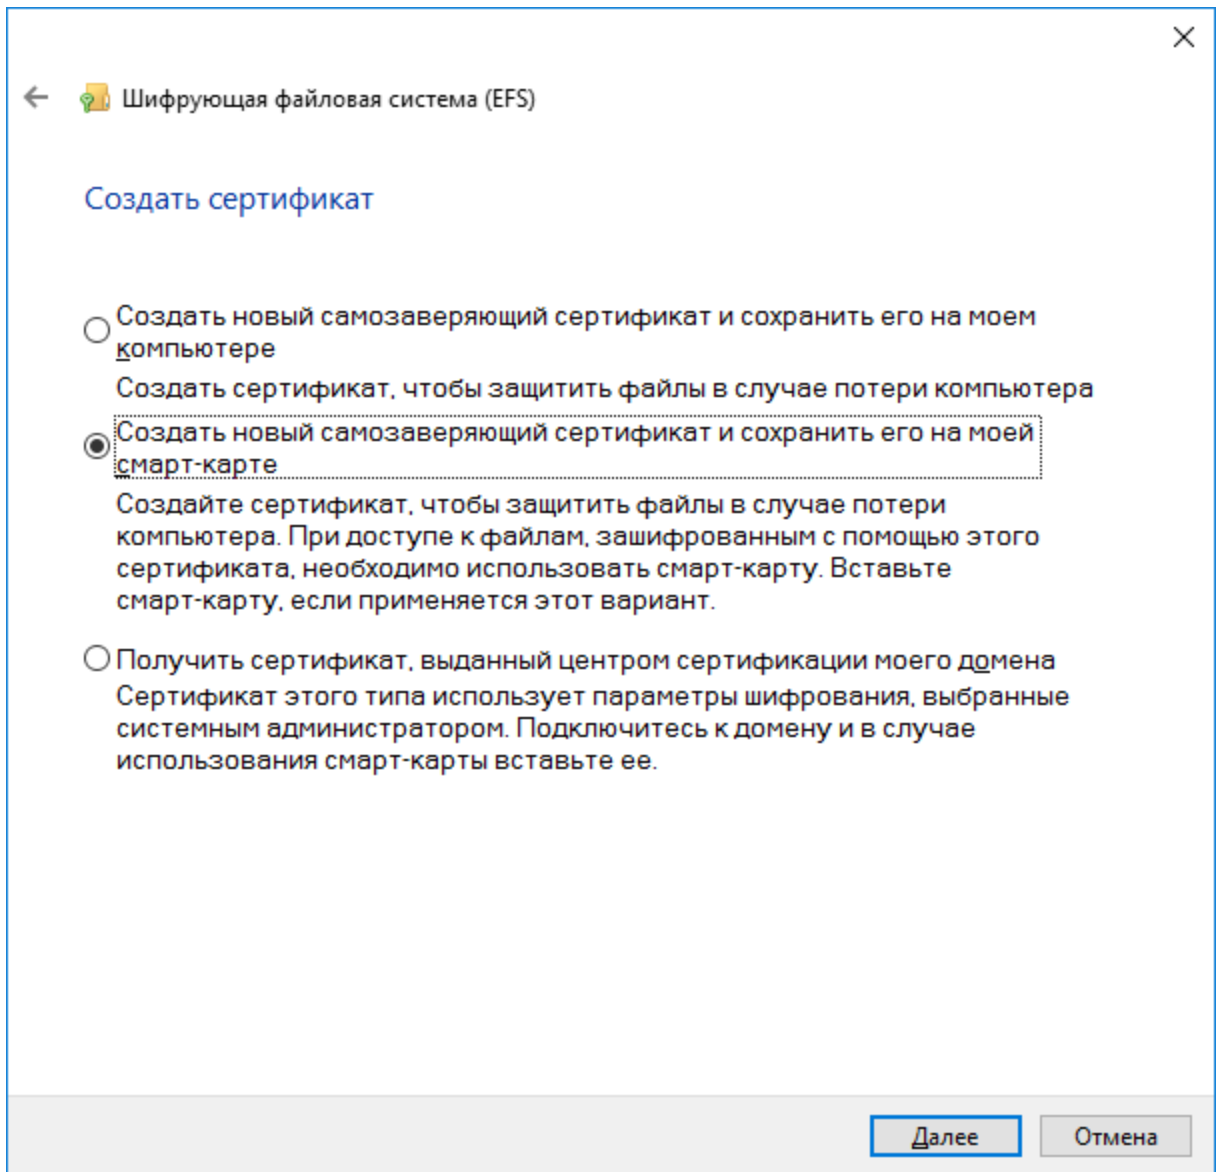 Шифрующая файловая система (EFS)
Создать сертификат
Создать новый самозаверяющий сертификат и сохранить его на моем
компьютере
Создать сертификат, чтобы защитить файлы в случае потери компьютера
Создать новый самозаверяющий сертификат и сохранить его на моей
смарт-карте
Создайте сертификат, чтобы защитить файлы в случае потери
компьютера. При доступе к файлам, зашифрованным с помощью этого
сертификата, необходимо использовать смарт-карту. Вставьте
смарт-карту, если применяется этот вариант.
Получить сертификат, выданный центром сертификации моего домена
Сертификат этого типа использует параметры шифрования, выбранные
системным администратором. Подключитесь к домену и в случае
использования смарт-карты вставьте ее.
Далее
Отмена